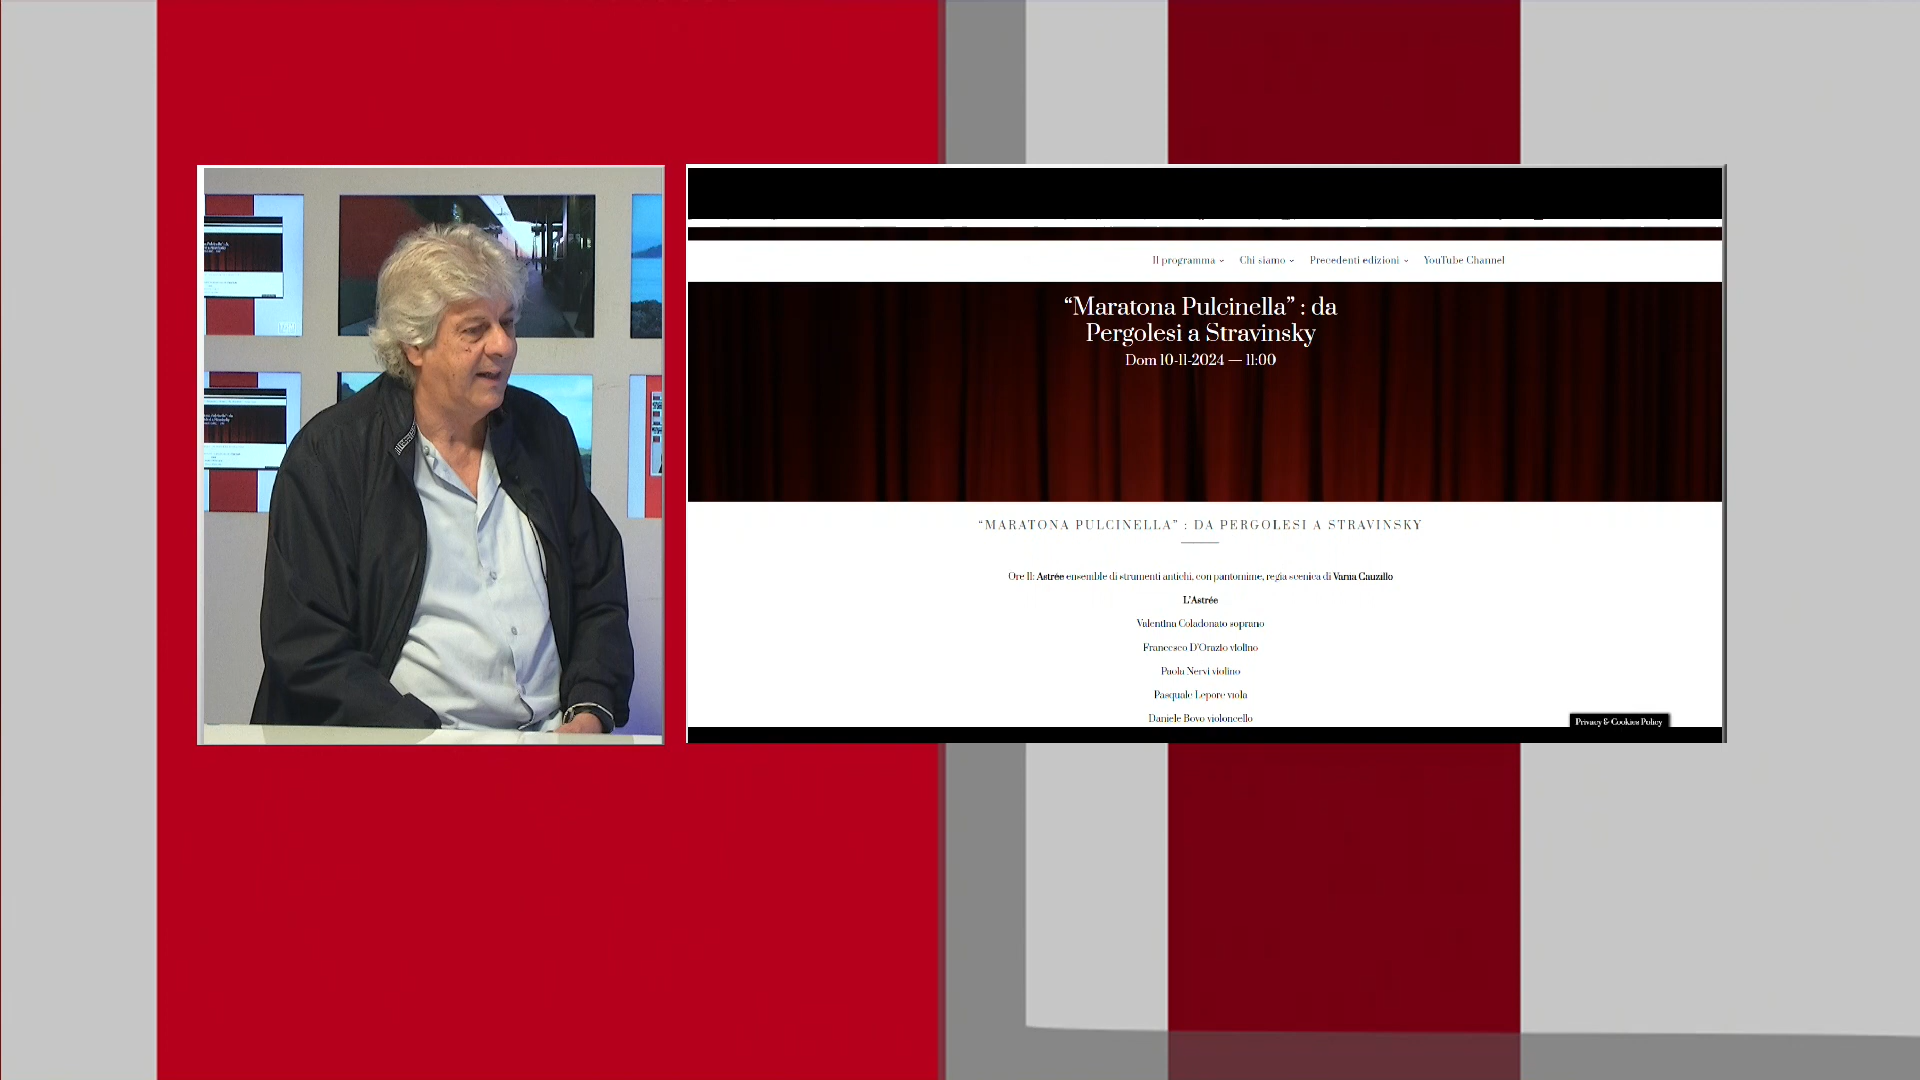 Il programma Chi siamo Precedenti edizioni YouTube Channel
“Maratona Pulcinella” : da
Pergolesi a Stravinsky
Dom 10-11-2024 — 11:00
“MARATONA PULCINELLA” : DA PERGOLESI A STRAVINSKY
Ore 11: Astrée ensemble di strumenti antichi, con pantomime, regia scenica di Vania Cauzillo
L'Astrée
Valentina Coladonato soprano
Francesco D'Orazio violino
Paola Nervi violino
Pasquale Lepore viola
Daniele Bovo violoncello
Privacy & Cookies Policy